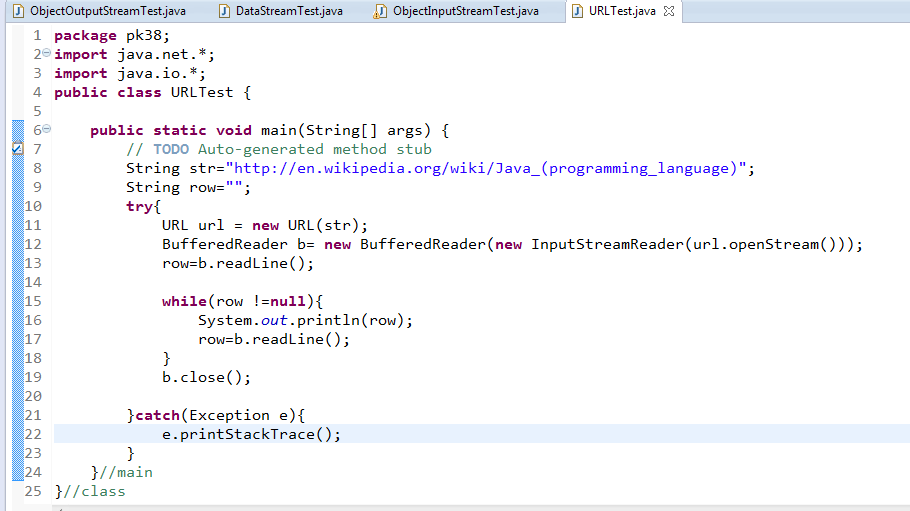 ObjectOutputStreamTest.java DataStreamTest.java ObjectInputStreamTest.java URLTest.java
1 package pk38;
2 import java.net.*;
3 import java.io.*;
4 public class URLTest {
5
6 public static void main(String[] args) {
7 // TODO Auto-generated method stub
8 String str="http://en.wikipedia.org/wiki/Java_(programming_language)";
9 String row="";
10 try{
11 URL url = new URL(str);
12 BufferedReader b= new BufferedReader(new InputStreamReader(url.openStream()));
13 row=b.readLine();
14
15 while(row !=null){
16 System.out.println(row);
17 row=b.readLine();
18 }
19 b.close();
20
21 }catch(Exception e){
22 e.printStackTrace();
23 }
24 }//main
25 }//class